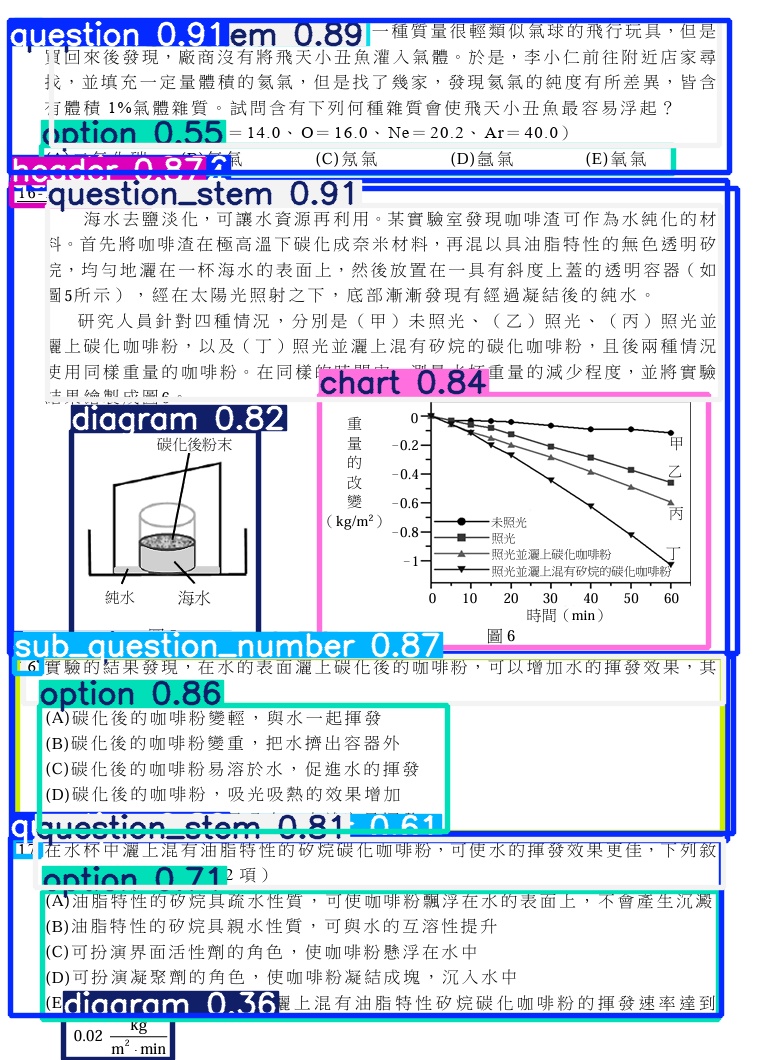 question 0.91 em 0.89 一種質量很輕類似氣球的飛行玩具，但是
買回來後發現，廠商沒有將飛天小丑魚灌入氣體。於是，李小仁前往附近店家尋
找，並填充一定量體積的氦氣，但是找了幾家，發現氦氣的純度有所差異，皆含
有體積 1%氣體雜質。試問含有下列何種雜質會使飛天小丑魚最容易浮起？
option 0.55 ＝14.0、O＝16.0、Ne＝20.2、Ar＝40.0）
氣 (C)氖氣 (D)氬氣 (E)氧氣
header 0.87
16- question_stem 0.91
海水去鹽淡化，可讓水資源再利用。某實驗室發現咖啡渣可作為水純化的材
料。首先將咖啡渣在極高溫下碳化成奈米材料，再混以具油脂特性的無色透明矽
烷，均勻地灑在一杯海水的表面上，然後放置在一具有斜度上蓋的透明容器（如
圖5所示），經在太陽光照射之下，底部漸漸發現有經過凝結後的純水。
研究人員針對四種情況，分別是（甲）未照光、（乙）照光、（丙）照光並
灑上碳化咖啡粉，以及（丁）照光並灑上混有矽烷的碳化咖啡粉，且後兩種情況
使用同樣重量的咖啡粉。在同樣的時間內，測量水杯重量的減少程度，並將實驗
結果繪製成圖6。
chart 0.84
diagram 0.82
碳化後粉末
純水 海水
重量的改變
（kg/m²）
0
−0.2
−0.4
−0.6
−0.8
−1
甲
乙
丙
丁
未照光
照光
照光並灑上碳化咖啡粉
照光並灑上混有矽烷的碳化咖啡粉
0 10 20 30 40 50 60
時間（min）
圖 6
sub_question_number 0.87
實驗的結果發現，在水的表面灑上碳化後的咖啡粉，可以增加水的揮發效果，其
option 0.86
(A)碳化後的咖啡粉變輕，與水一起揮發
(B)碳化後的咖啡粉變重，把水擠出容器外
(C)碳化後的咖啡粉易溶於水，促進水的揮發
(D)碳化後的咖啡粉，吸光吸熱的效果增加
question_stem 0.81 0.61
在水杯中灑上混有油脂特性的矽烷碳化咖啡粉，可使水的揮發效果更佳，下列敘
option 0.71 2 項）
(A)油脂特性的矽烷具疏水性質，可使咖啡粉飄浮在水的表面上，不會產生沉澱
(B)油脂特性的矽烷具親水性質，可與水的互溶性提升
(C)可扮演界面活性劑的角色，使咖啡粉懸浮在水中
(D)可扮演凝聚劑的角色，使咖啡粉凝結成塊，沉入水中
(E diagram 0.36 灑上混有油脂特性矽烷碳化咖啡粉的揮發速率達到
0.02 kg
m² · min